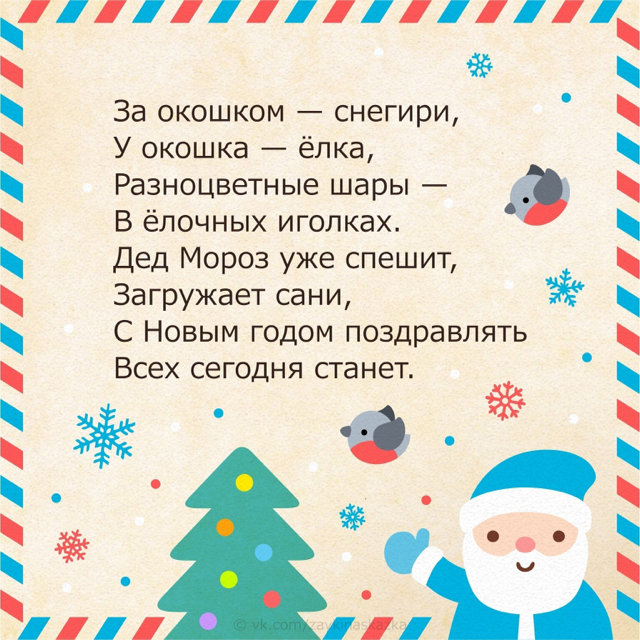 За окошком — снегири,
У окошка — ёлка,
Разноцветные шары —
В ёлочных иголках.
Дед Мороз уже спешит,
Загружает сани,
С Новым годом поздравлять
Всех сегодня станет.